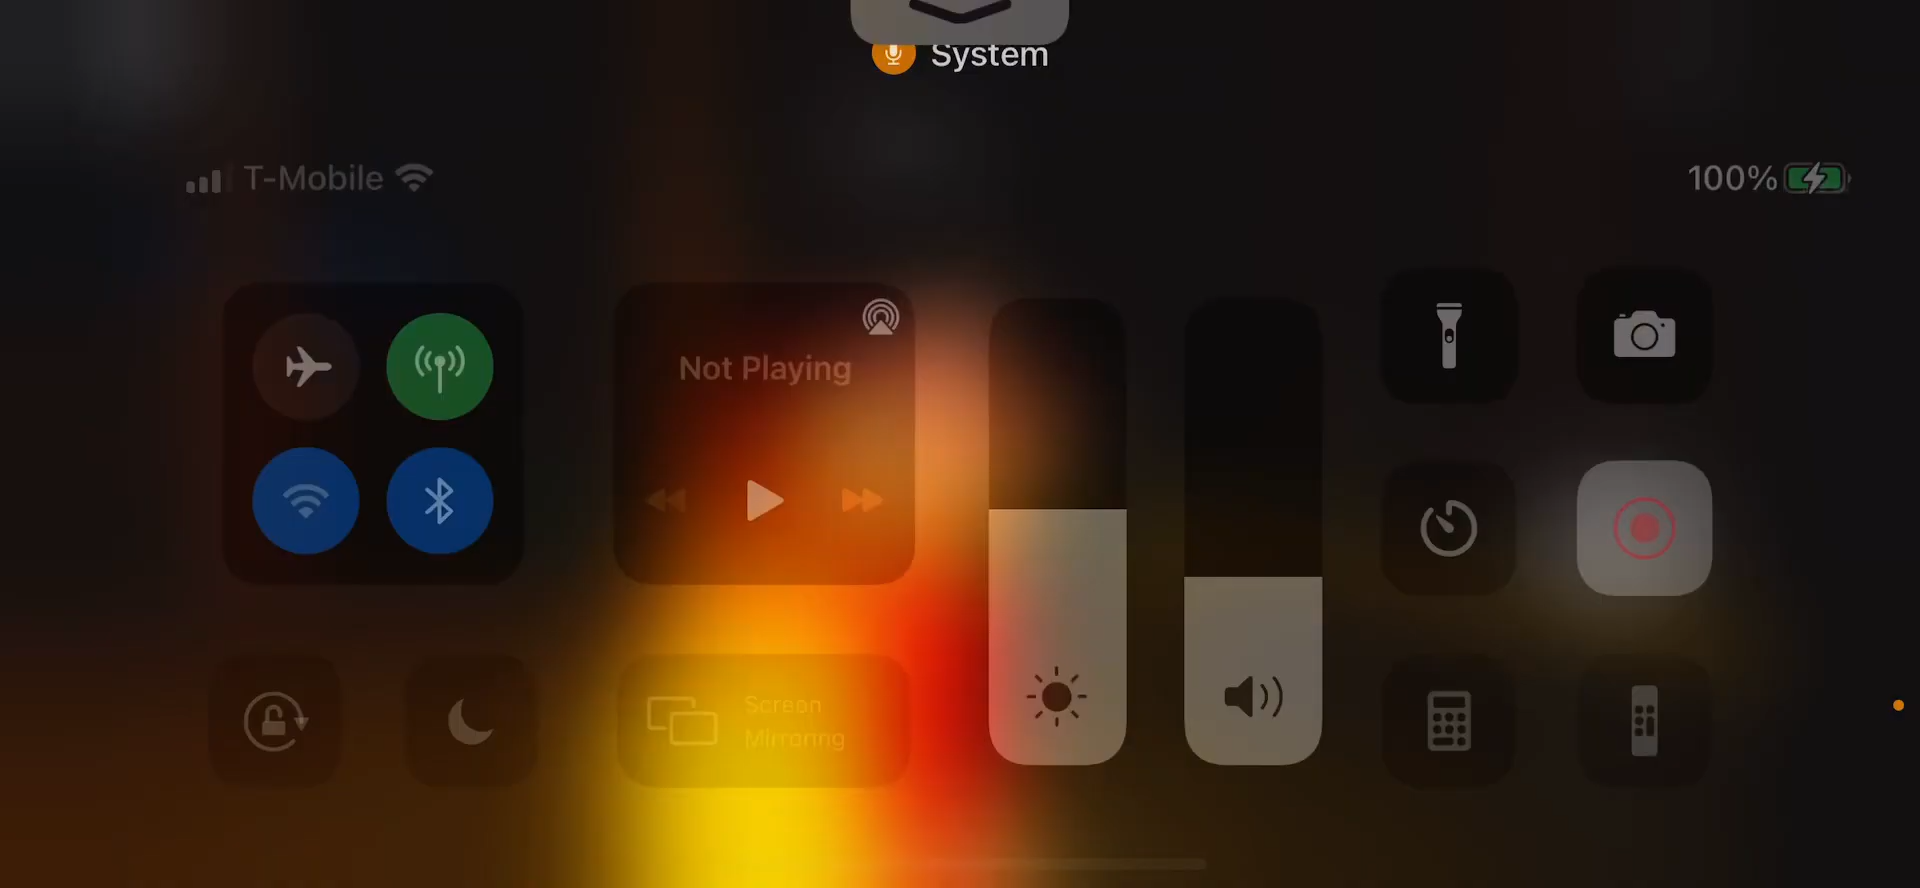 System
T-Mobile
100%
Not Playing
Screen
Mirroring